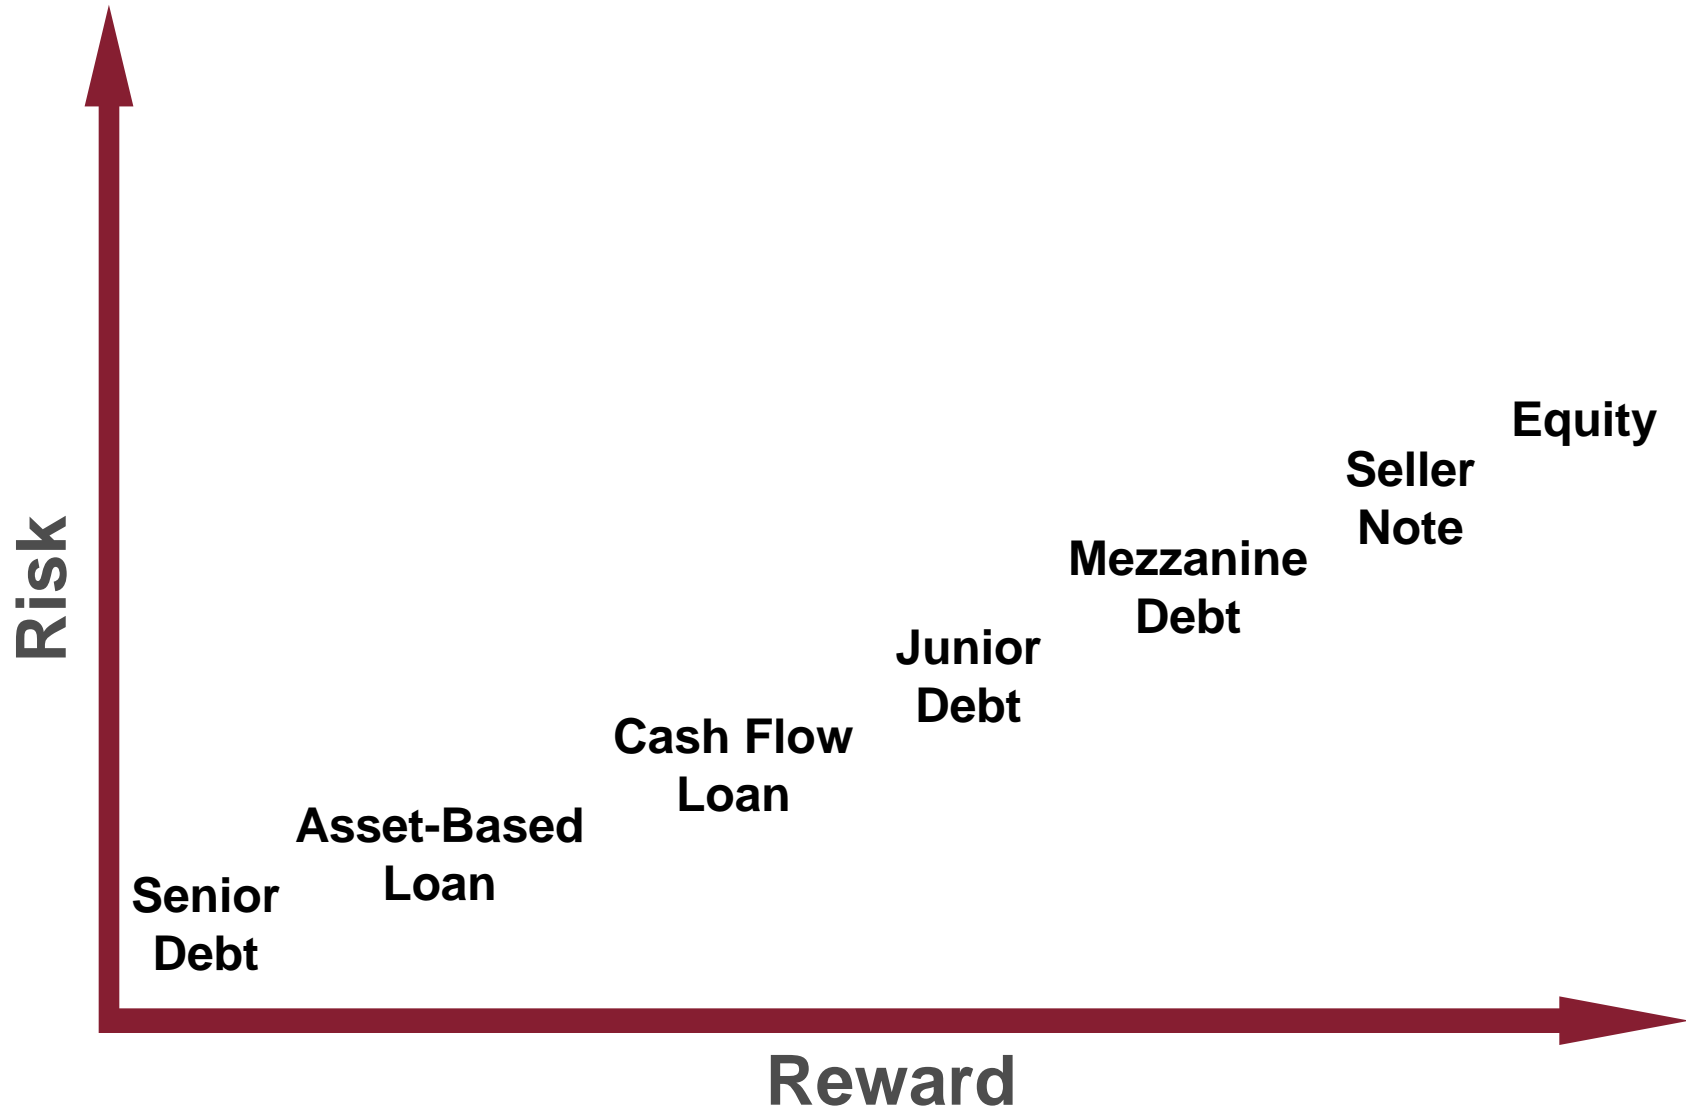 Equity
Seller
Note
Mezzanine
Debt
Junior
Debt
Cash Flow
Loan
Asset-Based
Loan
Senior
Debt
Risk
Reward